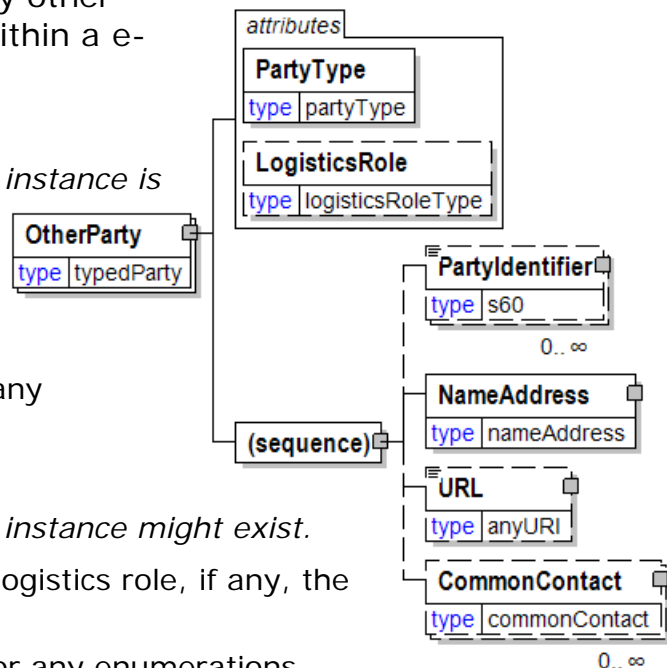 y other
ithin a e-
attributes
PartyType
type partyType
LogisticsRole
type logisticsRoleType
instance is
OtherParty
type typedParty
PartyIdentifier
type s60
0.. ∞
any
NameAddress
type nameAddress
(sequence)
URL
type anyURI
instance might exist.
ogistics role, if any, the
CommonContact
type commonContact
or any enumerations
0.. ∞